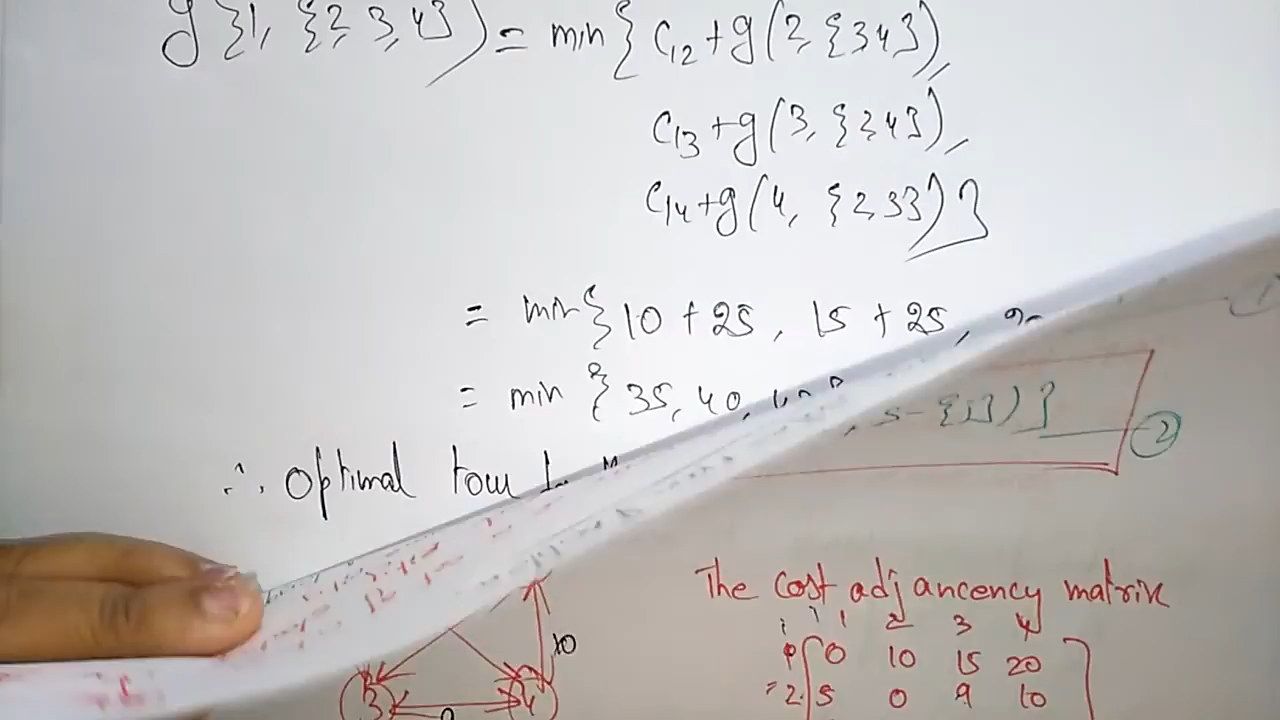 g{1, {2,3,4}) = min{ C12 + g(2, {34}),
C13 + g(3, {2,4}),
C14 + g(4, {2,3}) }
= min{ 10 + 25, 15 + 25,
= min { 35, 40,
, s-{j})} 2
∴ optimal tour
10
3 4
The cost adjancency matrix
1 2 3 4
0 10 15 20
2 5 0 9 10